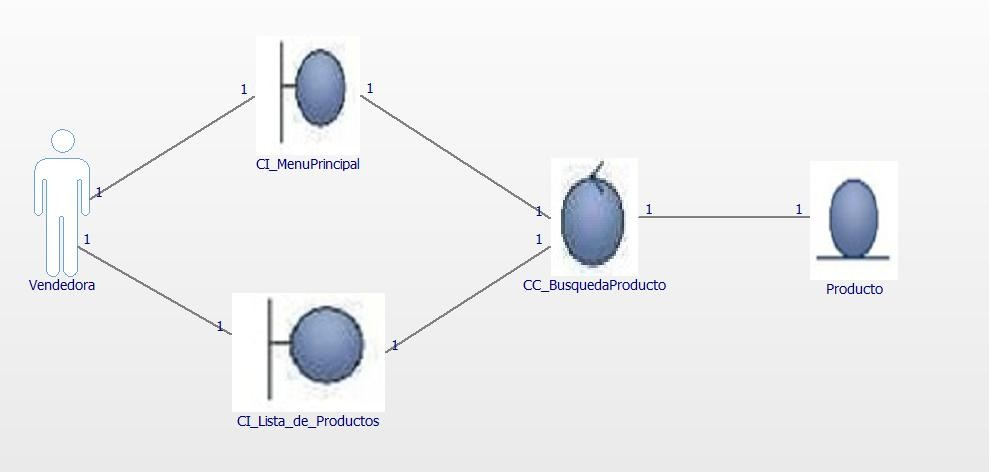 1
1
CI_MenuPrincipal
1
1
Vendedora
1
1
CI_Lista_de_Productos
1
1
CC_BusquedaProducto
1
1
Producto